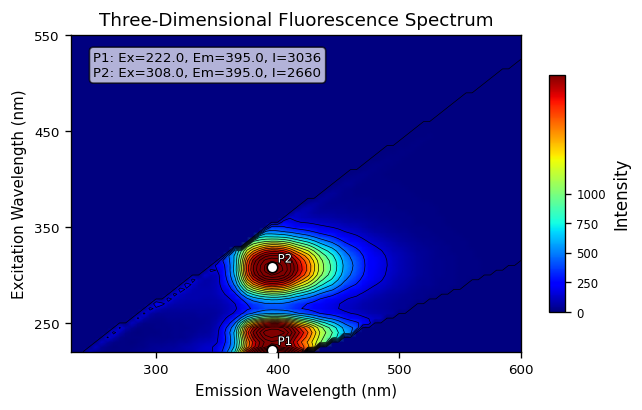 Three-Dimensional Fluorescence Spectrum
P1: Ex=222.0, Em=395.0, I=3036
P2: Ex=308.0, Em=395.0, I=2660
550
450
350
250
Excitation Wavelength (nm)
P2
P1
300
400
500
600
Emission Wavelength (nm)
1000
750
500
250
0
Intensity